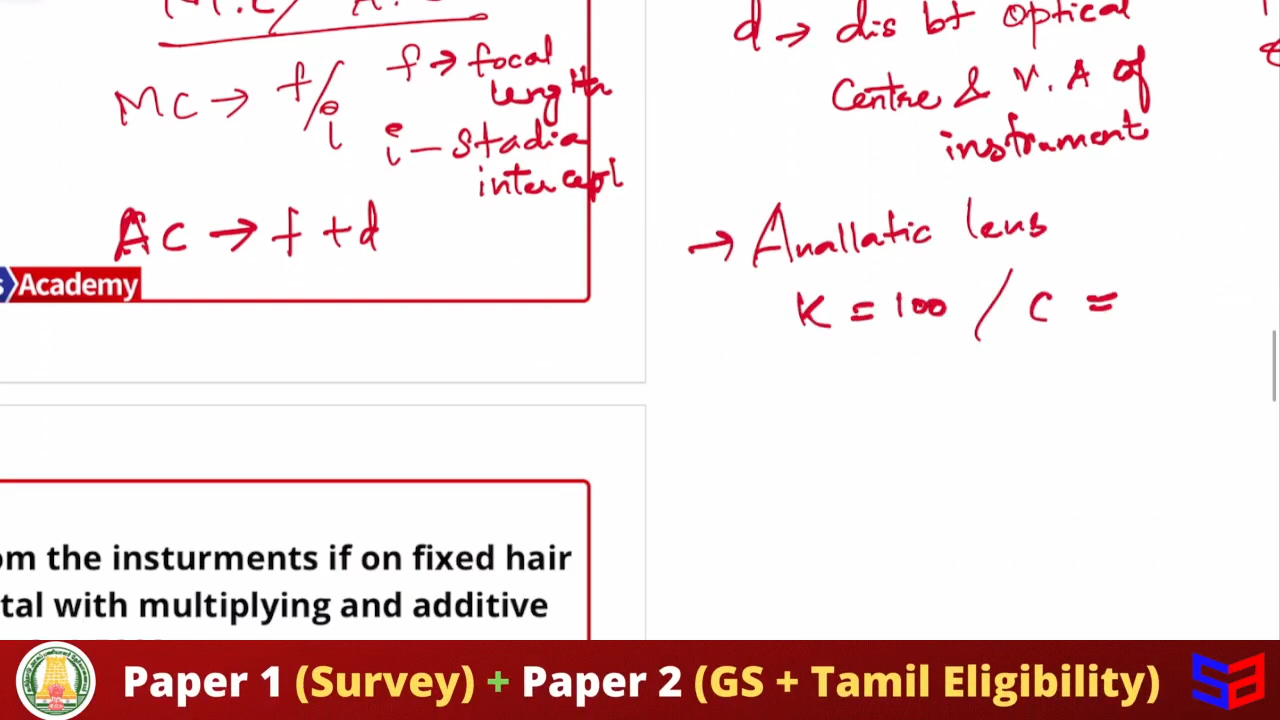 M.C / A.C
MC → f/i
f → focal
length
i – stadia
intercept
AC → f + d
d → dis bt optical
Centre & V.A of
instrument
→ Anallatic lens
K = 100 / C =
Academy
om the insturments if on fixed hair
tal with multiplying and additive
Paper 1 (Survey) + Paper 2 (GS + Tamil Eligibility)